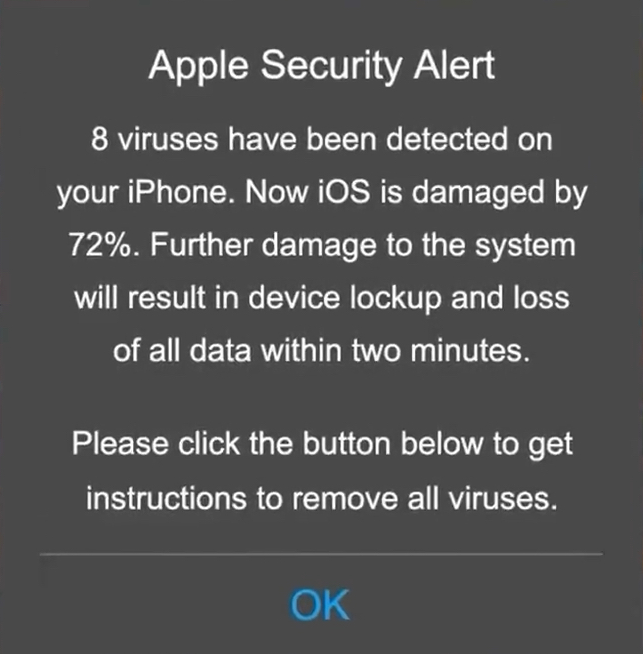 Apple Security Alert
8 viruses have been detected on
your iPhone. Now iOS is damaged by
72%. Further damage to the system
will result in device lockup and loss
of all data within two minutes.
Please click the button below to get
instructions to remove all viruses.
OK